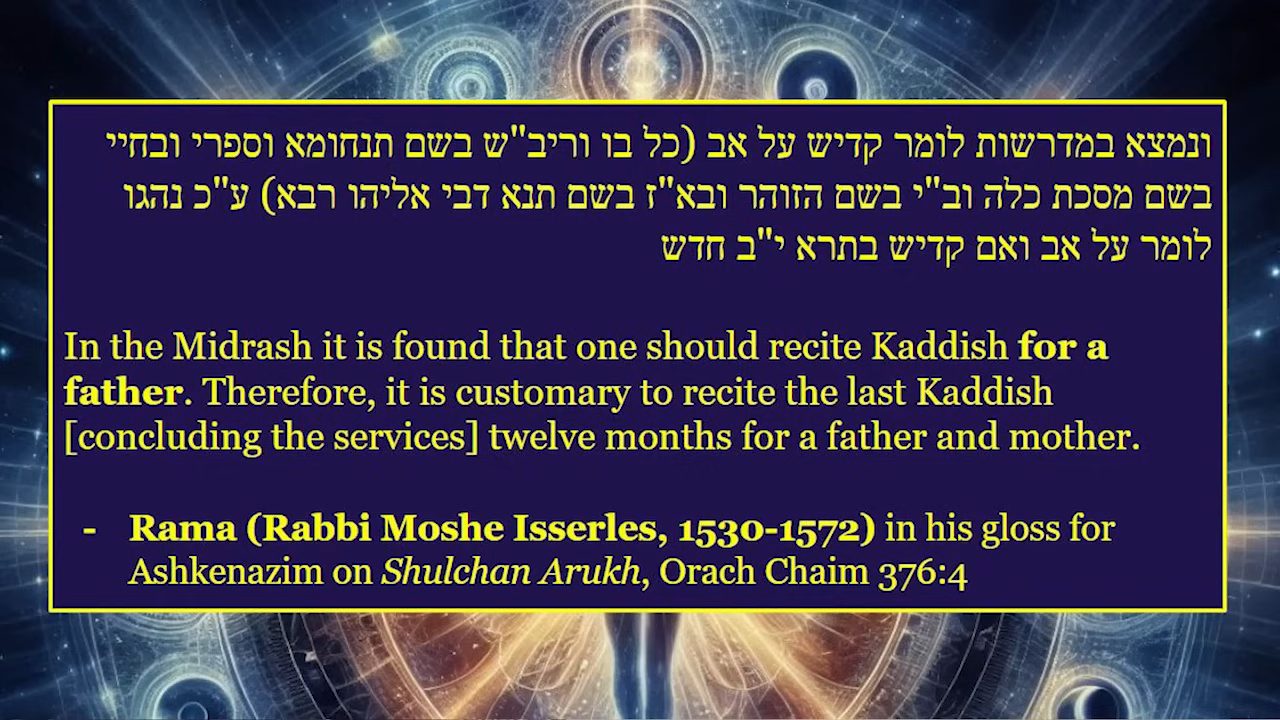 ונמצא במדרשות לומר קדיש על אב (כל בו וריב"ש בשם תנחומא וספרי ובחיי
בשם מסכת כלה וב"י בשם הזוהר ובא"ז בשם תנא דבי אליהו רבא) ע"כ נהגו
לומר על אב ואם קדיש בתרא י"ב חדש
In the Midrash it is found that one should recite Kaddish for a
father. Therefore, it is customary to recite the last Kaddish
[concluding the services] twelve months for a father and mother.
- Rama (Rabbi Moshe Isserles, 1530-1572) in his gloss for
Ashkenazim on Shulchan Arukh, Orach Chaim 376:4